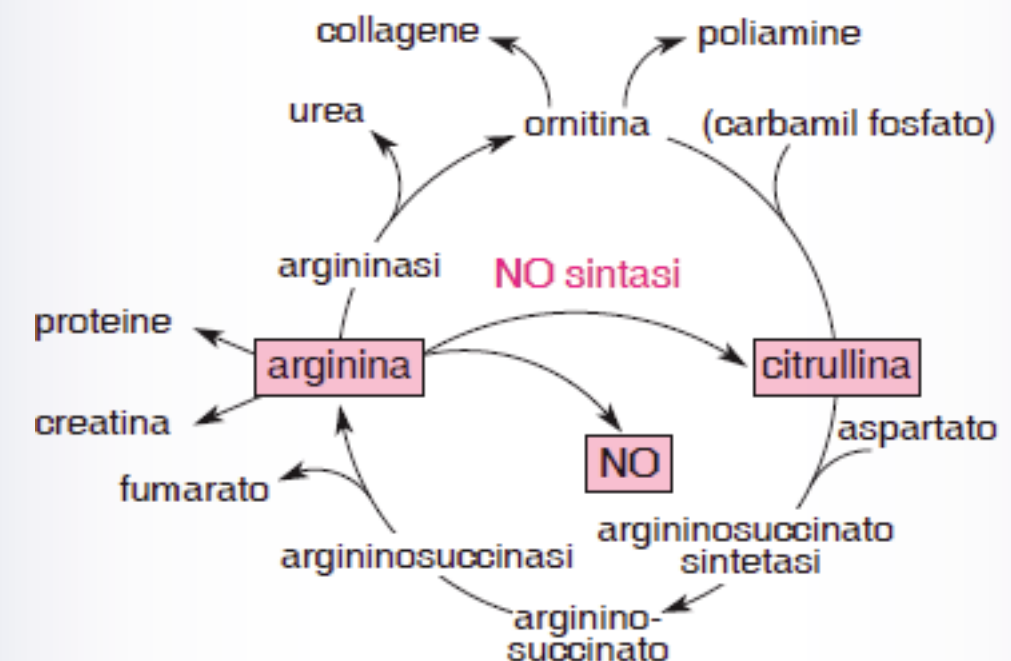 collagene
poliamine
urea
ornitina
(carbamil fosfato)
argininasi
NO sintasi
proteine
arginina
citrullina
creatina
aspartato
NO
fumarato
argininosuccinato
sintetasi
argininosuccinasi
arginino-
succinato